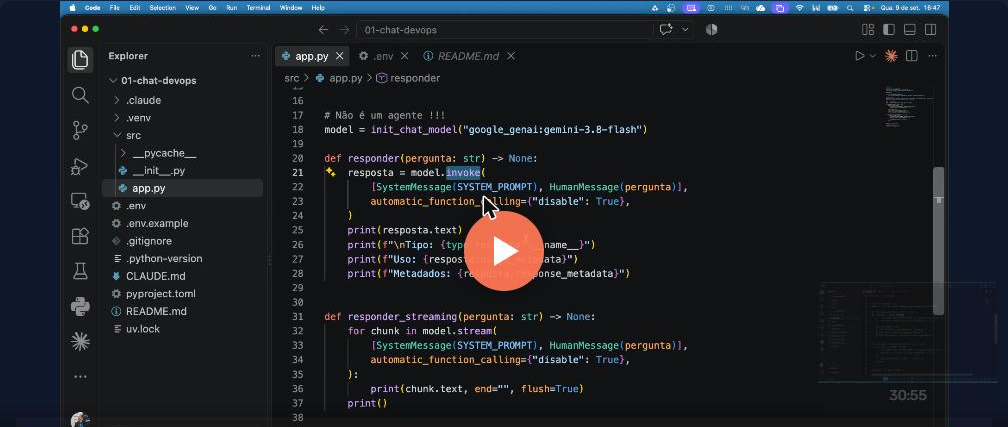 Code File Edit Selection View Go Run Terminal Window Help
Qua. 9 de set. 16:47
01-chat-devops
Explorer
app.py
.env
README.md
src > app.py > responder
01-chat-devops
.claude
.venv
src
__pycache__
__init__.py
app.py
.env
.env.example
.gitignore
.python-version
CLAUDE.md
pyproject.toml
README.md
uv.lock
16
17 # Não é um agente !!!
18 model = init_chat_model("google_genai:gemini-3.8-flash")
19
20 def responder(pergunta: str) -> None:
21 resposta = model.invoke(
22 [SystemMessage(SYSTEM_PROMPT), HumanMessage(pergunta)],
23 automatic_function_calling={"disable": True},
24 )
25 print(resposta.text)
26 print(f"\nTipo: {type __name__}")
27 print(f"Uso: {resposta metadata}")
28 print(f"Metadados: {resposta.response_metadata}")
29
30
31 def responder_streaming(pergunta: str) -> None:
32 for chunk in model.stream(
33 [SystemMessage(SYSTEM_PROMPT), HumanMessage(pergunta)],
34 automatic_function_calling={"disable": True},
35 ):
36 print(chunk.text, end="", flush=True)
37 print()
38
30:55